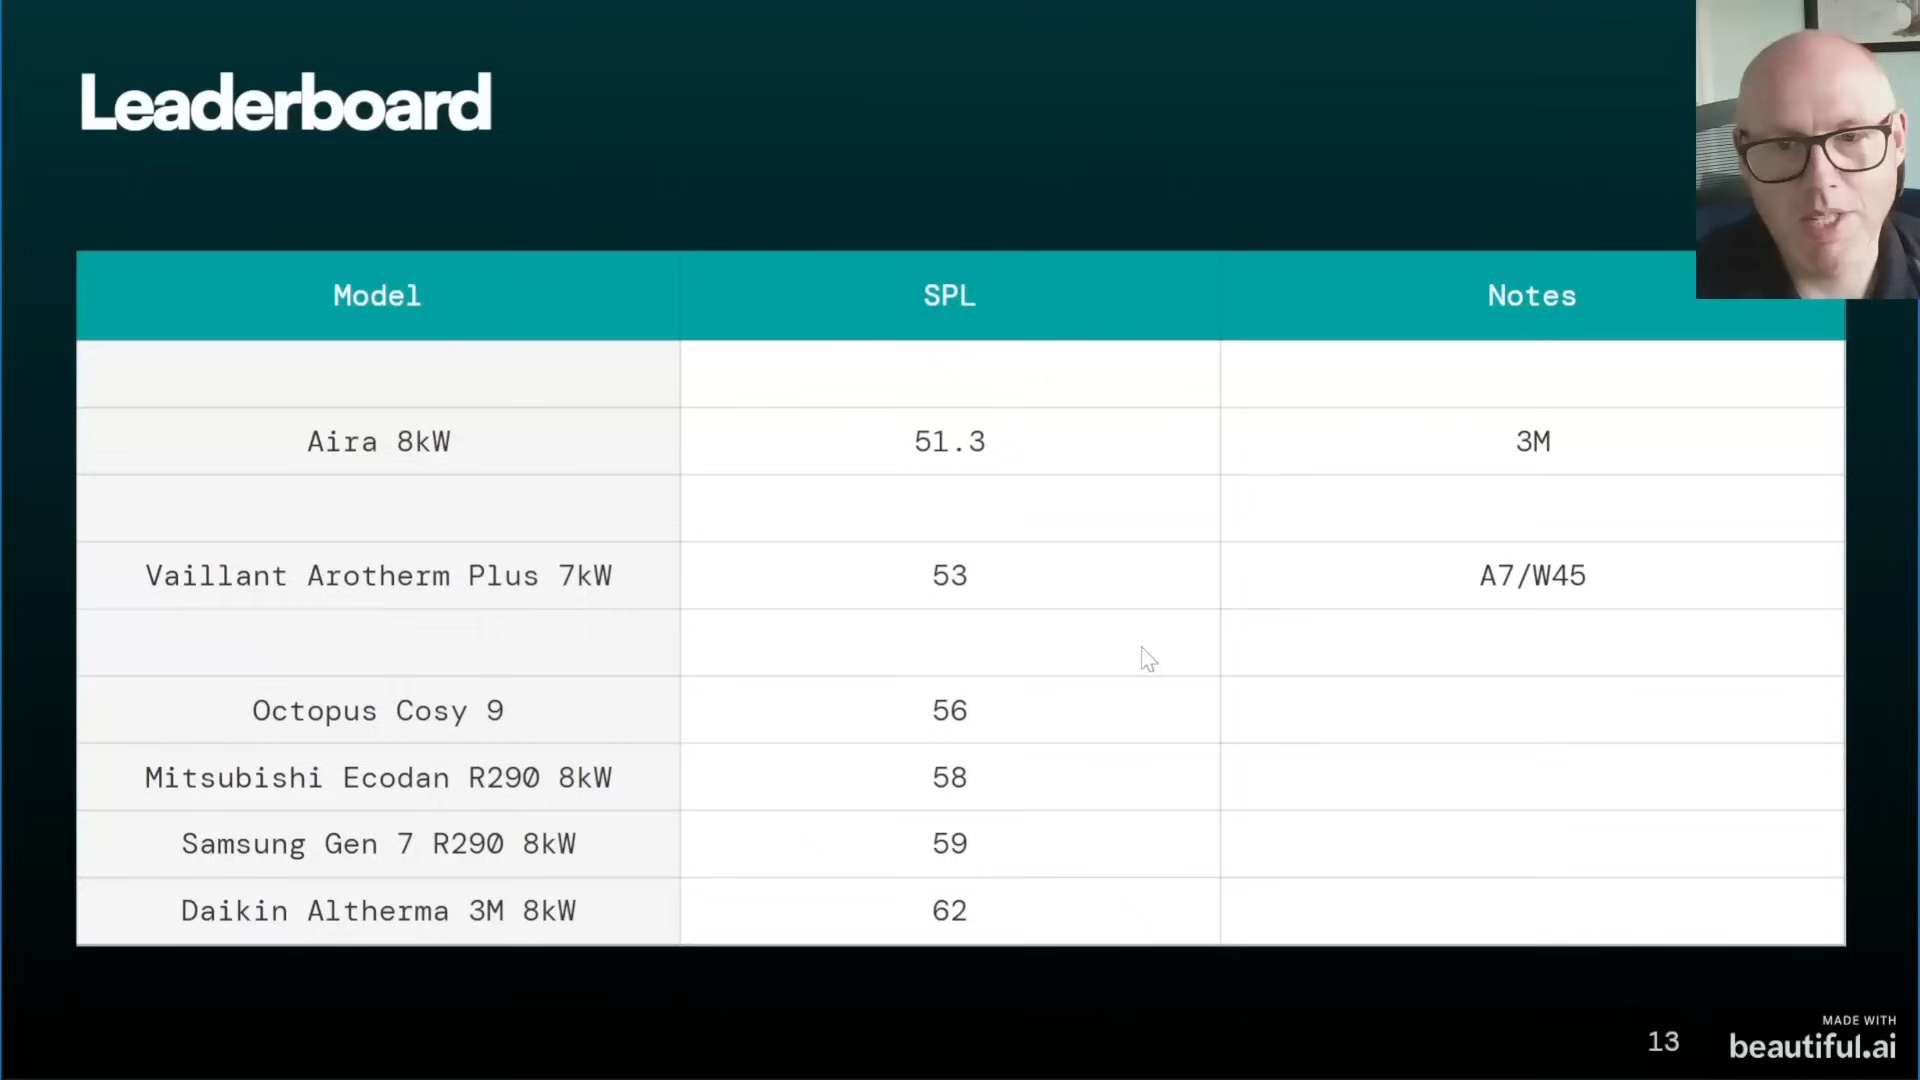 Leaderboard
Model SPL Notes
Aira 8kW 51.3 3M
Vaillant Arotherm Plus 7kW 53 A7/W45
Octopus Cosy 9 56
Mitsubishi Ecodan R290 8kW 58
Samsung Gen 7 R290 8kW 59
Daikin Altherma 3M 8kW 62
13
MADE WITH
beautiful.ai